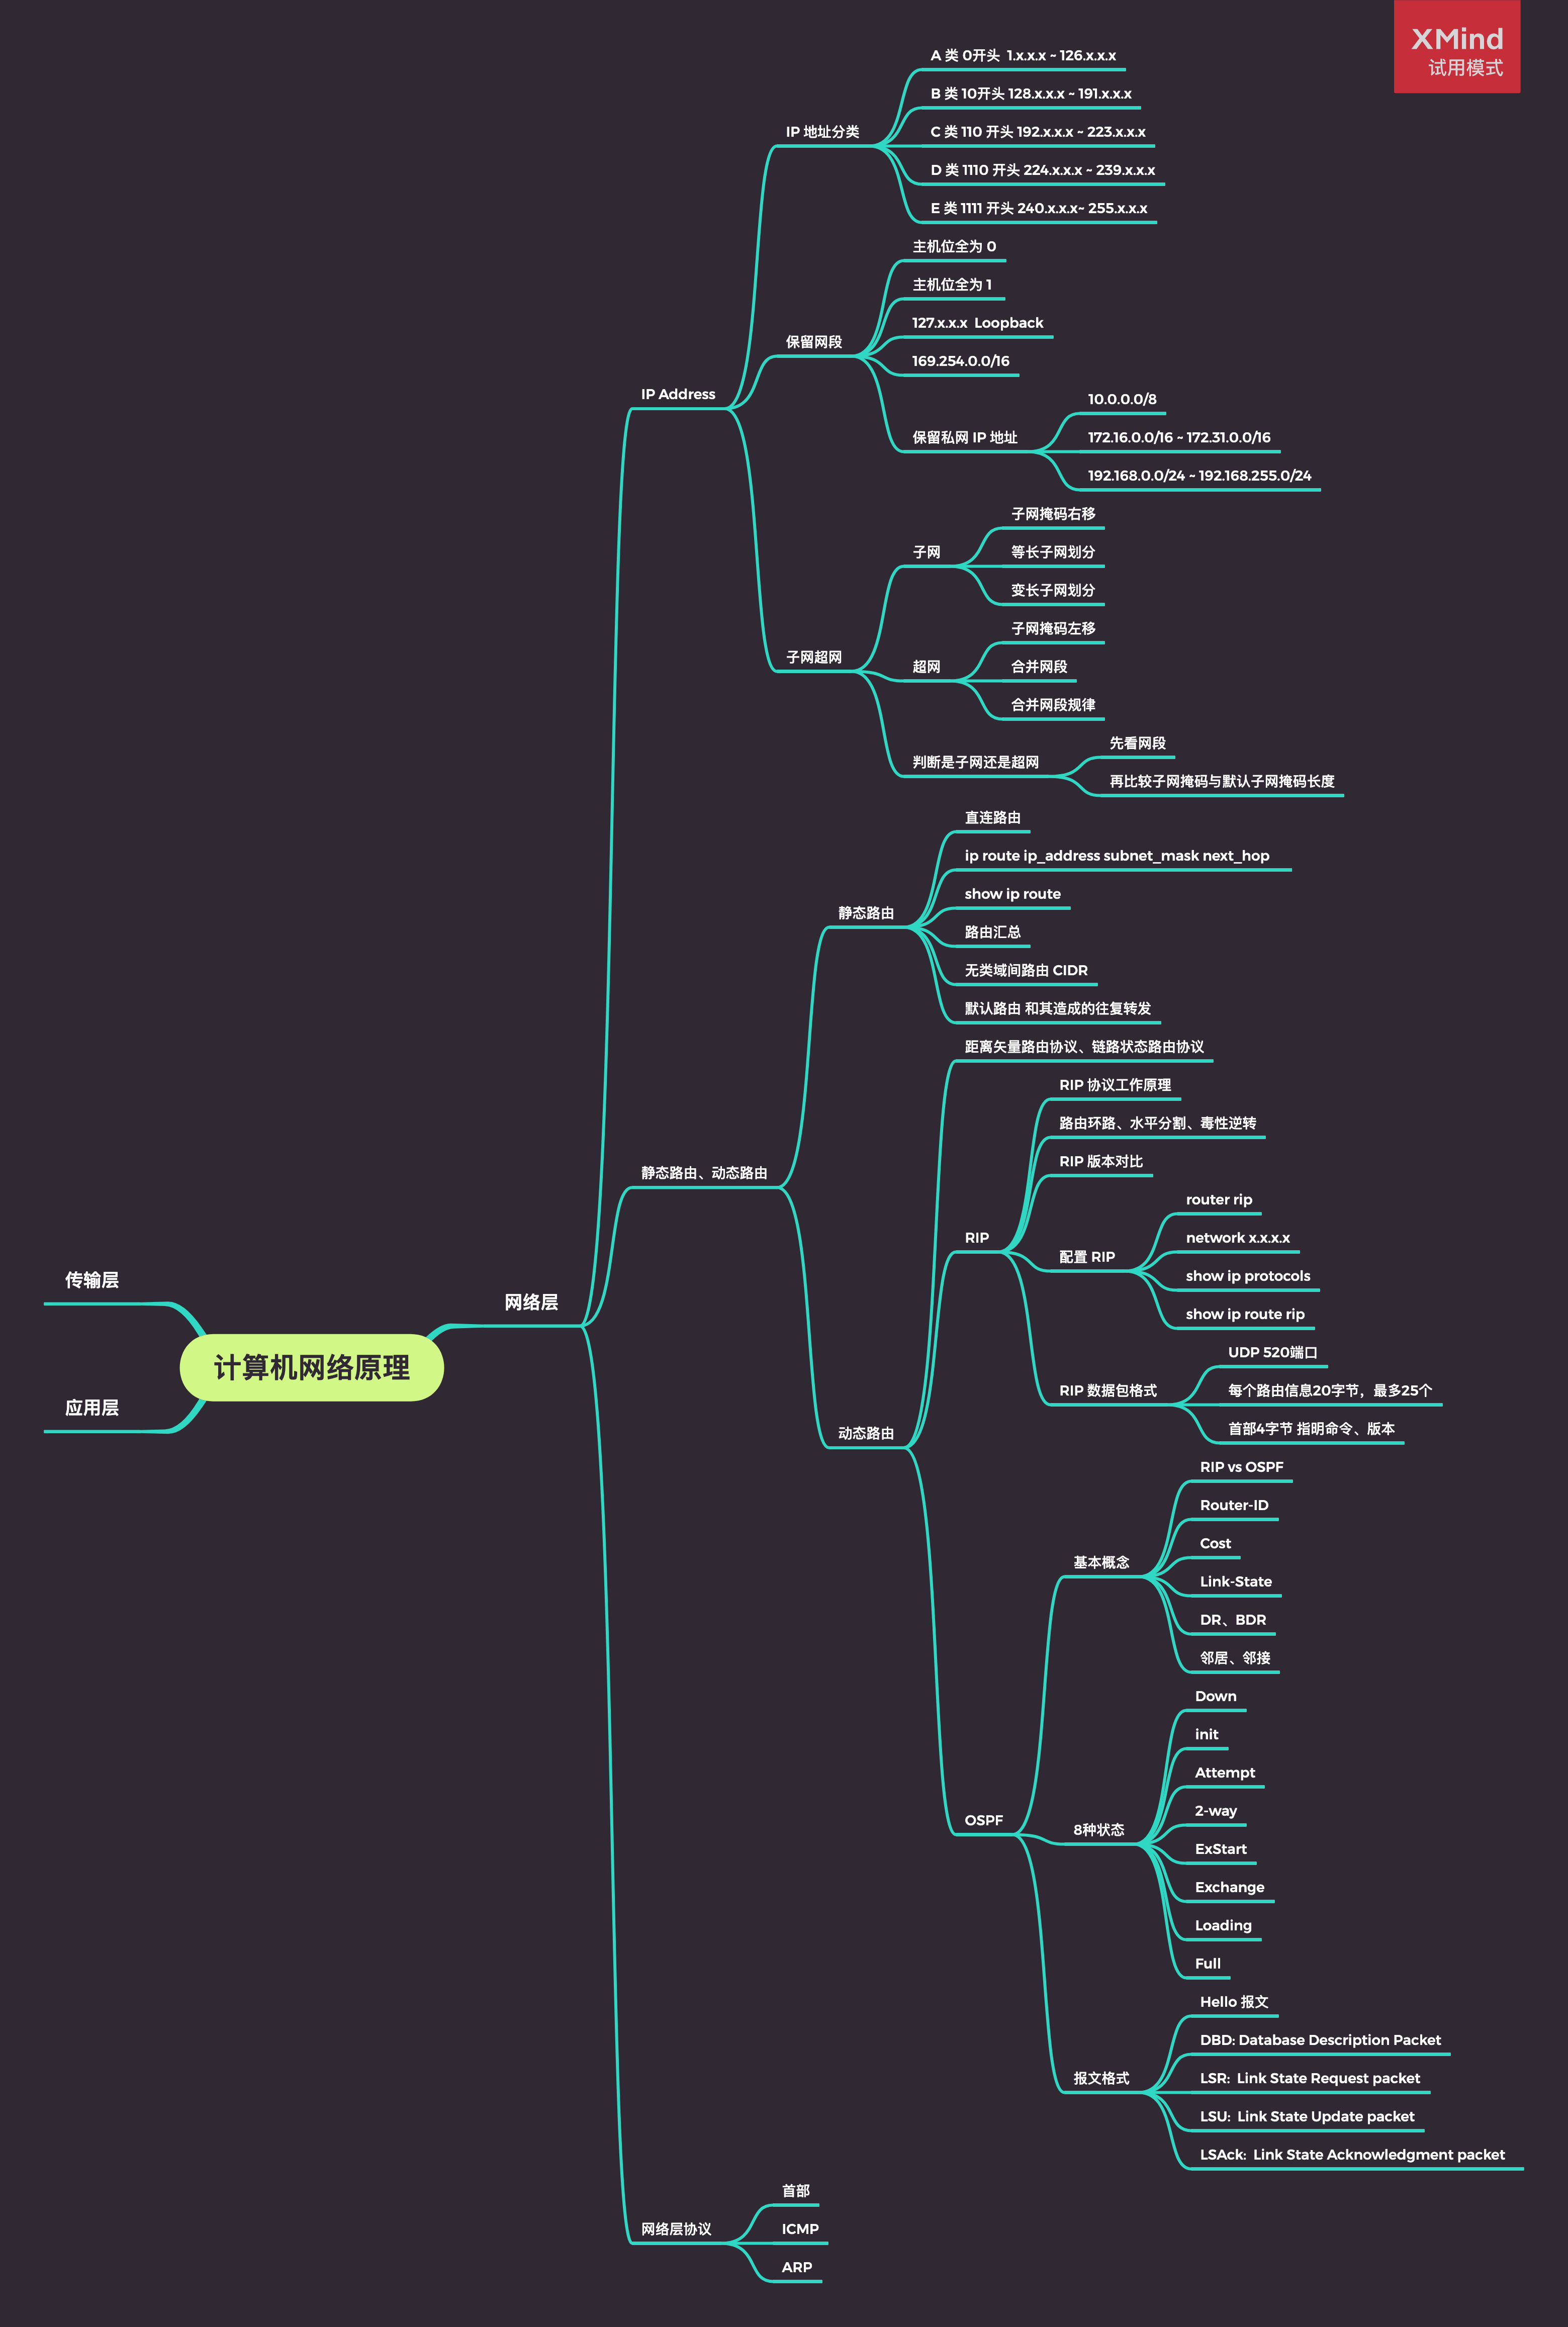 XMind
试用模式
计算机网络原理
传输层
应用层
网络层
IP Address
IP 地址分类
A 类 0开头  1.x.x.x ~ 126.x.x.x
B 类 10开头 128.x.x.x ~ 191.x.x.x
C 类 110 开头 192.x.x.x ~ 223.x.x.x
D 类 1110 开头 224.x.x.x ~ 239.x.x.x
E 类 1111 开头 240.x.x.x~ 255.x.x.x
保留网段
主机位全为 0
主机位全为 1
127.x.x.x  Loopback
169.254.0.0/16
保留私网 IP 地址
10.0.0.0/8
172.16.0.0/16 ~ 172.31.0.0/16
192.168.0.0/24 ~ 192.168.255.0/24
子网超网
子网
子网掩码右移
等长子网划分
变长子网划分
超网
子网掩码左移
合并网段
合并网段规律
判断是子网还是超网
先看网段
再比较子网掩码与默认子网掩码长度
静态路由、动态路由
静态路由
直连路由
ip route ip_address subnet_mask next_hop
show ip route
路由汇总
无类域间路由 CIDR
默认路由 和其造成的往复转发
动态路由
距离矢量路由协议、链路状态路由协议
RIP
RIP 协议工作原理
路由环路、水平分割、毒性逆转
RIP 版本对比
配置 RIP
router rip
network x.x.x.x
show ip protocols
show ip route rip
RIP 数据包格式
UDP 520端口
每个路由信息20字节，最多25个
首部4字节 指明命令、版本
OSPF
基本概念
RIP vs OSPF
Router-ID
Cost
Link-State
DR、BDR
邻居、邻接
8种状态
Down
init
Attempt
2-way
ExStart
Exchange
Loading
Full
报文格式
Hello 报文
DBD: Database Description Packet
LSR:  Link State Request packet
LSU:  Link State Update packet
LSAck:  Link State Acknowledgment packet
网络层协议
首部
ICMP
ARP